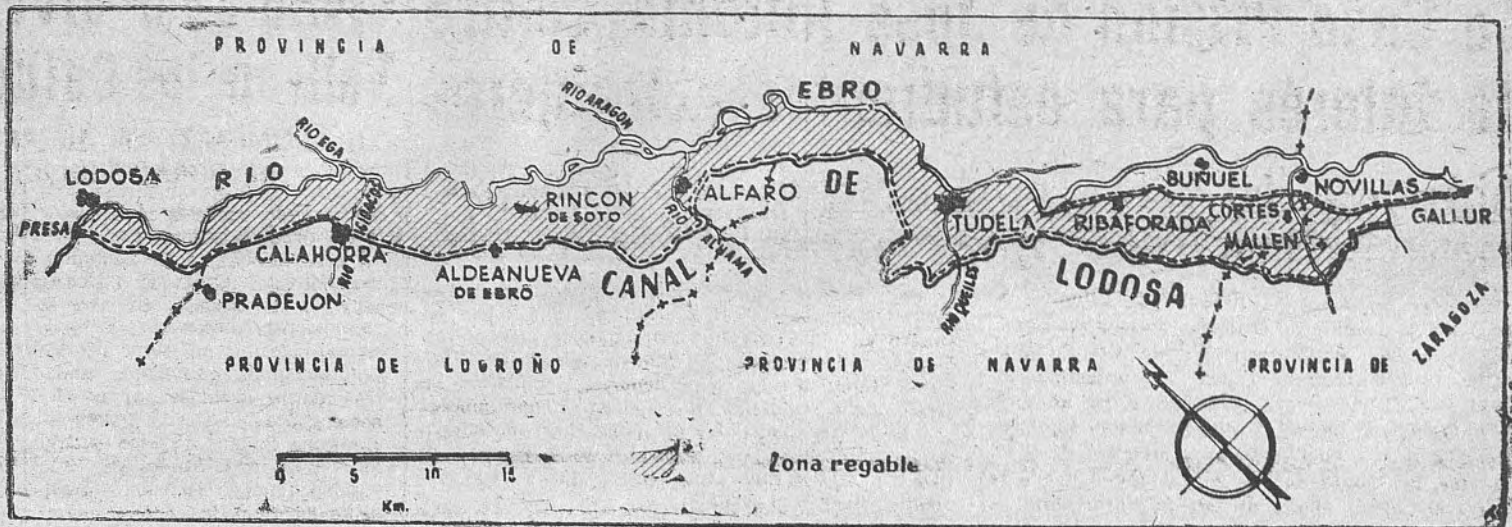 PROVINCIA DE NAVARRA
EBRO
RIO ARAGON
RIO EGA
LODOSA
RIO
DE
BUÑUEL
NOVILLAS
RINCON
DE SOTO
ALFARO
PRESA
TUDELA
RIBAFORADA
CORTES
GALLUR
CALAHORRA
RIO CIDACOS
MALLEN
ALDEANUEVA
DE EBRO
CANAL
RIO ALHAMA
LODOSA
PRADEJON
RIO QUEILES
PROVINCIA DE LOGROÑO
PROVINCIA DE NAVARRA
PROVINCIA DE ZARAGOZA
N
0 5 10 15
Km.
Zona regable